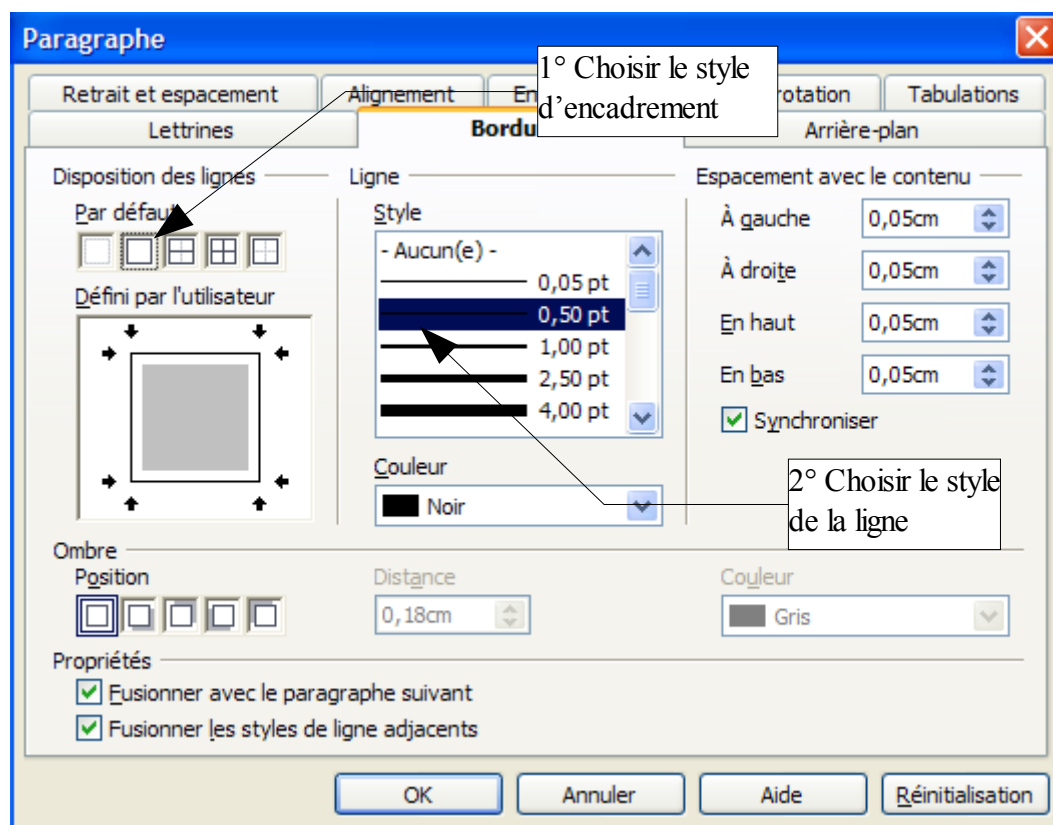 Paragraphe
1° Choisir le style
d'encadrement
Retrait et espacement Alignement En rotation Tabulations
Lettrines Bordu Arrière-plan
Disposition des lignes Ligne Espacement avec le contenu
Par défaut Style À gauche 0,05cm
- Aucun(e) -
0,05 pt À droite 0,05cm
Défini par l'utilisateur 0,50 pt En haut 0,05cm
1,00 pt
2,50 pt En bas 0,05cm
4,00 pt Synchroniser
Couleur
Noir
2° Choisir le style
de la ligne
Ombre
Position Distance Couleur
0,18cm Gris
Propriétés
Fusionner avec le paragraphe suivant
Fusionner les styles de ligne adjacents
OK Annuler Aide Réinitialisation